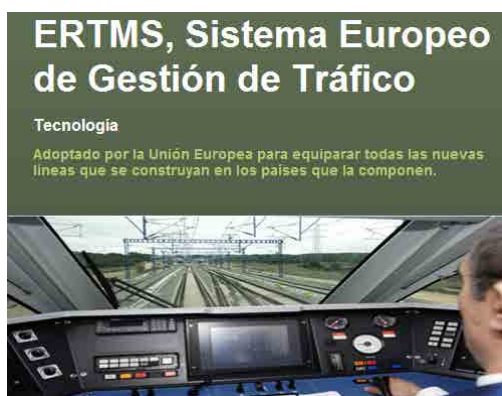 ERTMS, Sistema Europeo
de Gestión de Tráfico
Tecnología
Adoptado por la Unión Europea para equiparar todas las nuevas
líneas que se construyan en los países que la componen.